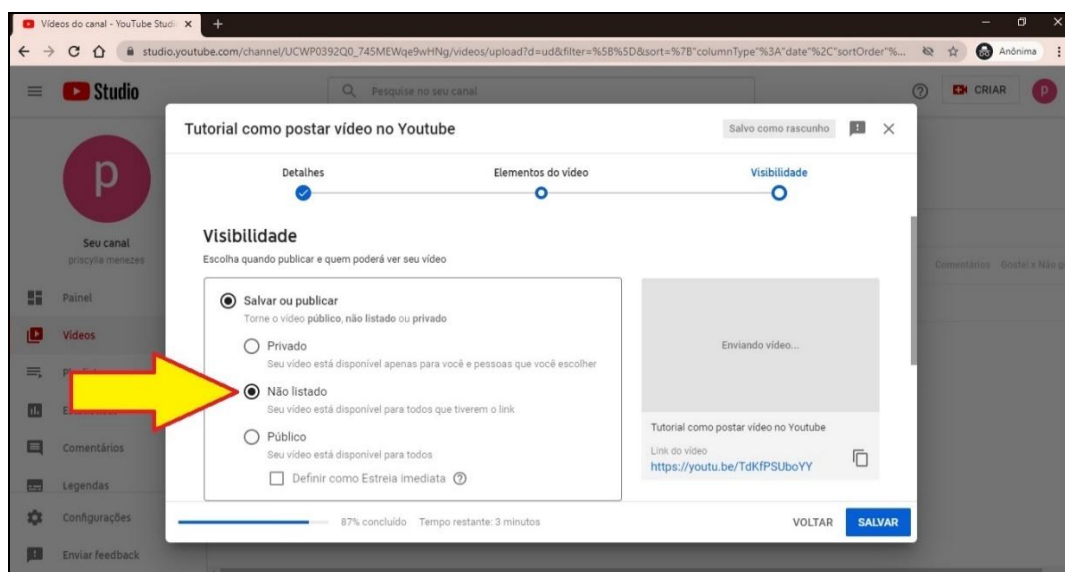 Vídeos do canal - YouTube Studi
studio.youtube.com/channel/UCWP0392Q0_745MEWqe9wHNg/videos/upload?d=ud&filter=%5B%5D&sort=%7B"columnType"%3A"date"%2C"sortOrder"%...
Anônima
Studio
Pesquise no seu canal
CRIAR
P
Tutorial como postar vídeo no Youtube
Salvo como rascunho
Detalhes
Elementos do vídeo
Visibilidade
p
Seu canal
priscylla menezes
Painel
Vídeos
Comentários
Legendas
Configurações
Enviar feedback
Visibilidade
Escolha quando publicar e quem poderá ver seu vídeo
Salvar ou publicar
Torne o vídeo público, não listado ou privado
Privado
Seu vídeo está disponível apenas para você e pessoas que você escolher
Não listado
Seu vídeo está disponível para todos que tiverem o link
Público
Seu vídeo está disponível para todos
Definir como Estreia imediata
Enviando vídeo...
Tutorial como postar vídeo no Youtube
Link do vídeo
https://youtu.be/TdKfPSUboYY
Comentários Gostei x Não g
87% concluído Tempo restante: 3 minutos
VOLTAR
SALVAR